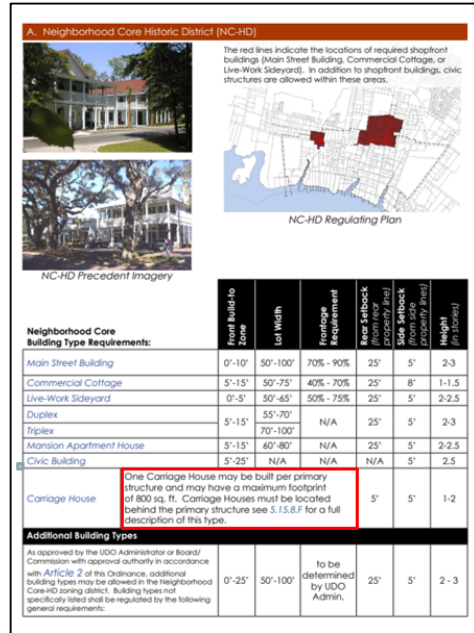 A. Neighborhood Core Historic District (NC-HD)
The red lines indicate the locations of required shopfront
buildings (Main Street Building, Commercial Cottage, or
Live-Work Sideyard). In addition to shopfront buildings, civic
structures are allowed within these areas.
NC-HD Regulating Plan
NC-HD Precedent Imagery
Neighborhood Core
Building Type Requirements:
Front Build-to
Zone
Lot Width
Frontage
Requirement
Rear Setback
(from rear
property line)
Side Setback
(from side
property lines)
Height
(in stories)
Main Street Building 0'-10' 50'-100' 70% - 90% 25' 5' 2-3
Commercial Cottage 5'-15' 50'-75' 40% - 70% 25' 8' 1-1.5
Live-Work Sideyard 0'-5' 50'-65' 50% - 75% 25' 5' 2-2.5
Duplex 5'-15' 55'-70' N/A 25' 5' 2-3
Triplex 70'-100'
Mansion Apartment House 5'-15' 60'-80' N/A 25' 5' 2-2.5
Civic Building 5'-25' N/A N/A N/A 5' 2.5
Carriage House
One Carriage House may be built per primary
structure and may have a maximum footprint
of 800 sq. ft. Carriage Houses must be located
behind the primary structure see 5.15.8.F for a full
description of this type.
5' 5' 1-2
Additional Building Types
As approved by the UDO Administrator or Board/
Commission with approval authority in accordance
with Article 2 of this Ordinance, additional
building types may be allowed in the Neighborhood
Core-HD zoning district. Building types not
specifically listed shall be regulated by the following
general requirements:
0'-25' 50'-100'
to be
determined
by UDO
Admin.
25' 5' 2 - 3